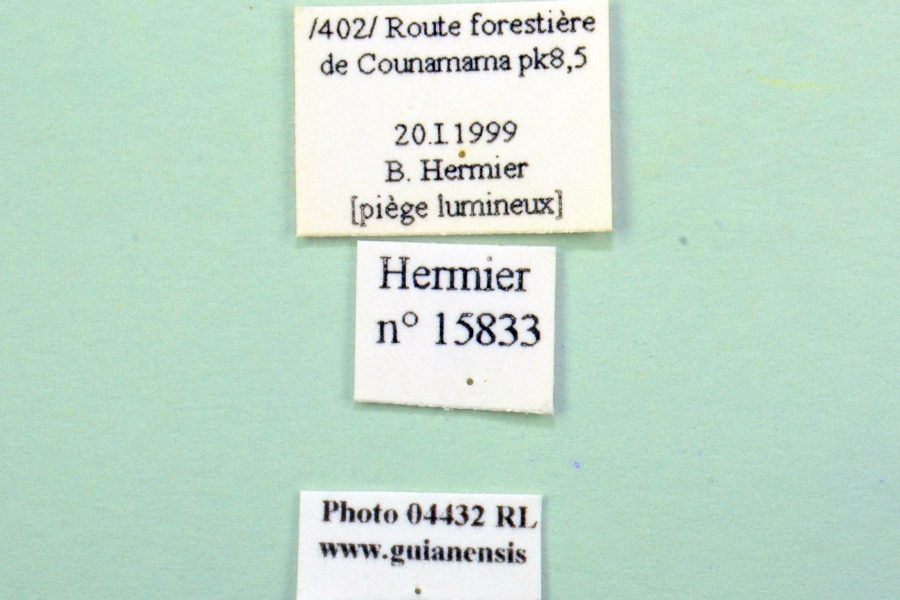 /402/ Route forestière
de Counamama pk8,5
20.I.1999
B. Hermier
[piège lumineux]
Hermier
n° 15833
Photo 04432 RL
www.guianensis